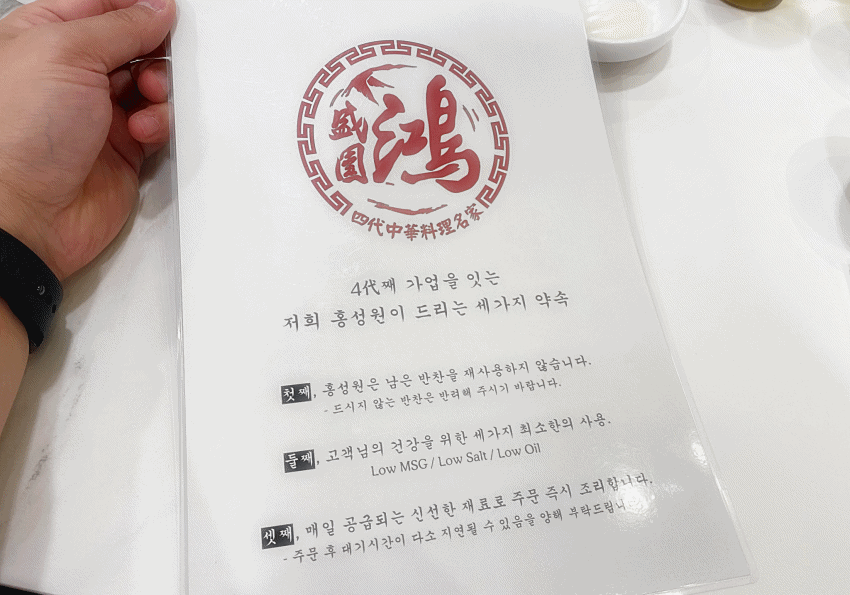 鴻
盛園
四代中華料理名家
4代째 가업을 잇는
저희 홍성원이 드리는 세가지 약속
첫째, 홍성원은 남은 반찬을 재사용하지 않습니다.
- 드시지 않는 반찬은 반려해 주시기 바랍니다.
둘째, 고객님의 건강을 위한 세가지 최소한의 사용.
Low MSG / Low Salt / Low Oil
셋째, 매일 공급되는 신선한 재료로 주문 즉시 조리합니다.
- 주문 후 대기시간이 다소 지연될 수 있음을 양해 부탁드립니